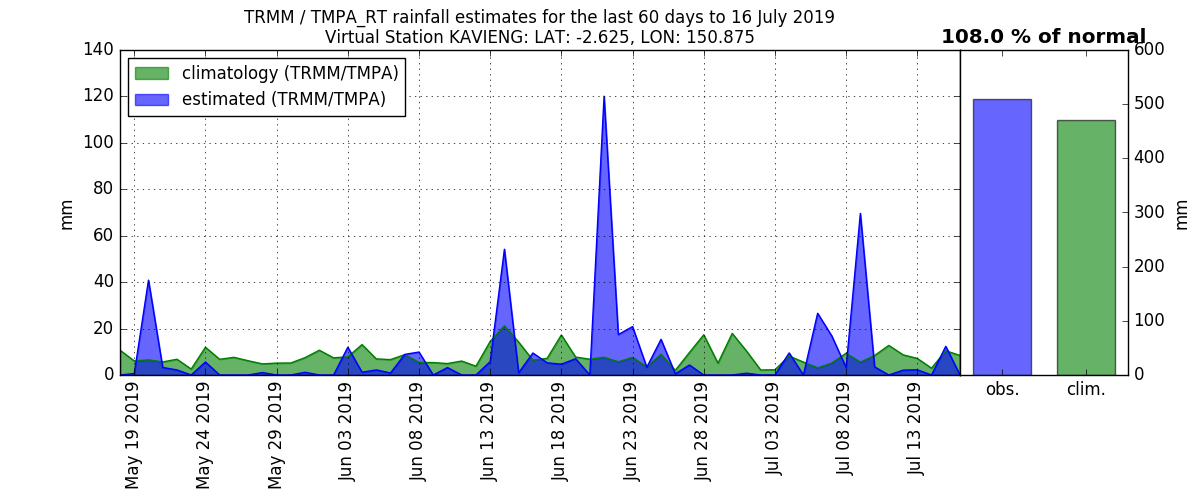 TRMM / TMPA_RT rainfall estimates for the last 60 days to 16 July 2019
Virtual Station KAVIENG: LAT: -2.625, LON: 150.875
108.0 % of normal
climatology (TRMM/TMPA)
estimated (TRMM/TMPA)
mm
140
120
100
80
60
40
20
0
May 19 2019
May 24 2019
May 29 2019
Jun 03 2019
Jun 08 2019
Jun 13 2019
Jun 18 2019
Jun 23 2019
Jun 28 2019
Jul 03 2019
Jul 08 2019
Jul 13 2019
obs.
clim.
600
500
400
300
200
100
0
mm